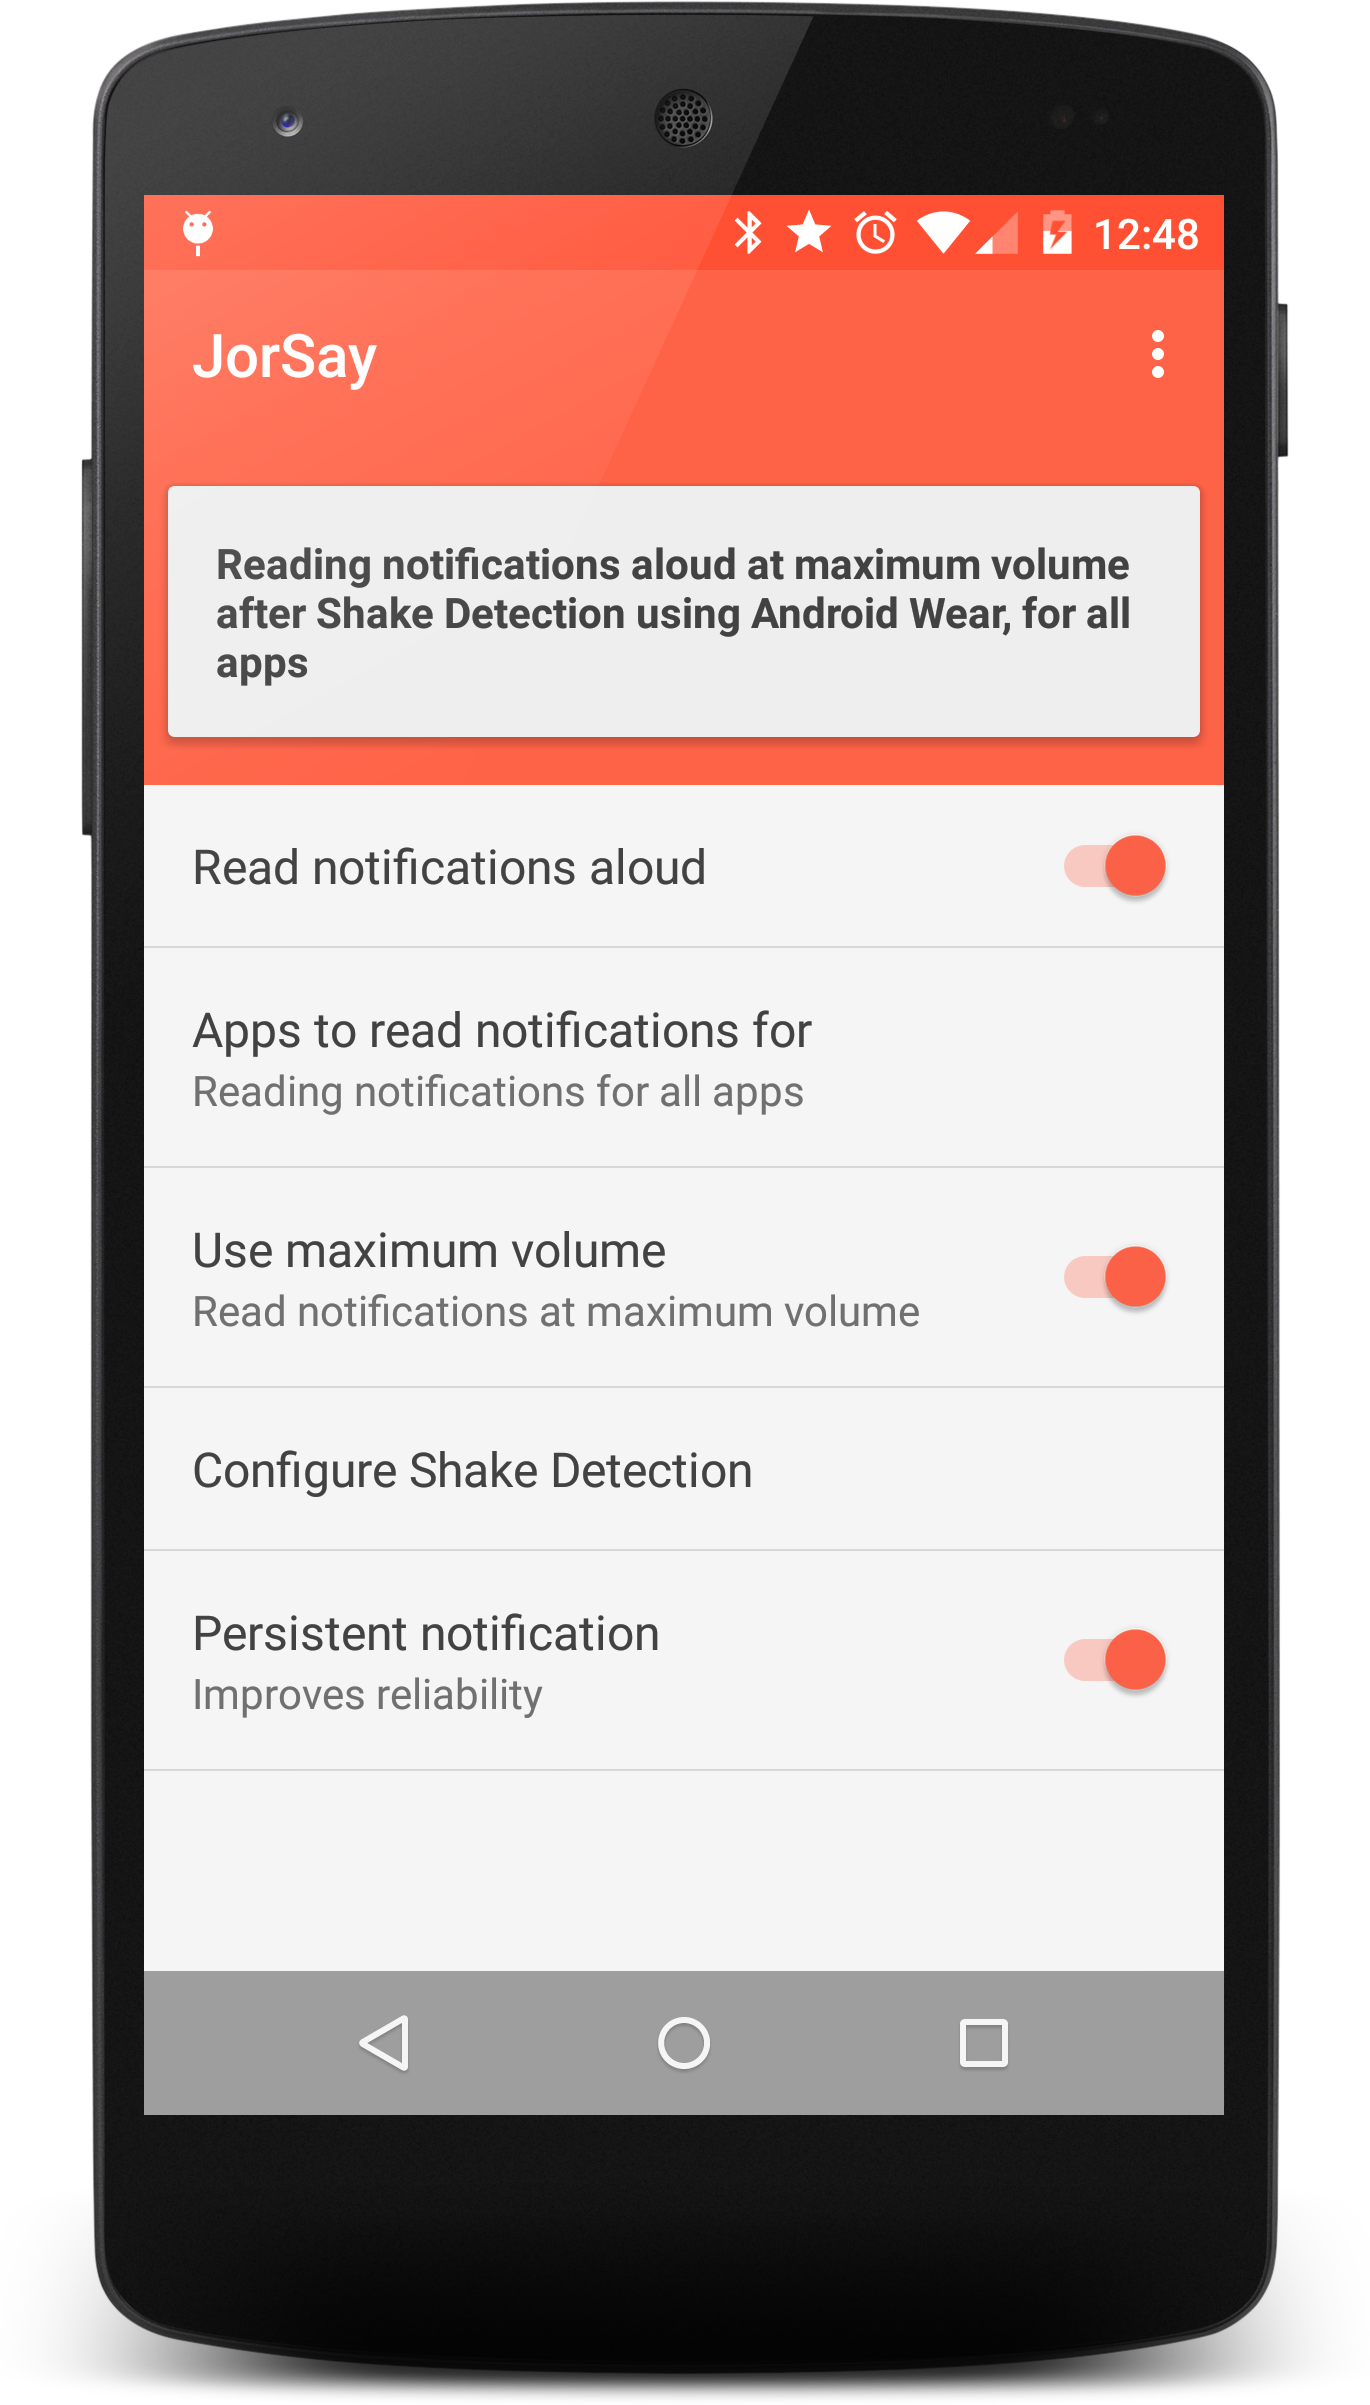 12:48
JorSay
Reading notifications aloud at maximum volume
after Shake Detection using Android Wear, for all
apps
Read notifications aloud
Apps to read notifications for
Reading notifications for all apps
Use maximum volume
Read notifications at maximum volume
Configure Shake Detection
Persistent notification
Improves reliability